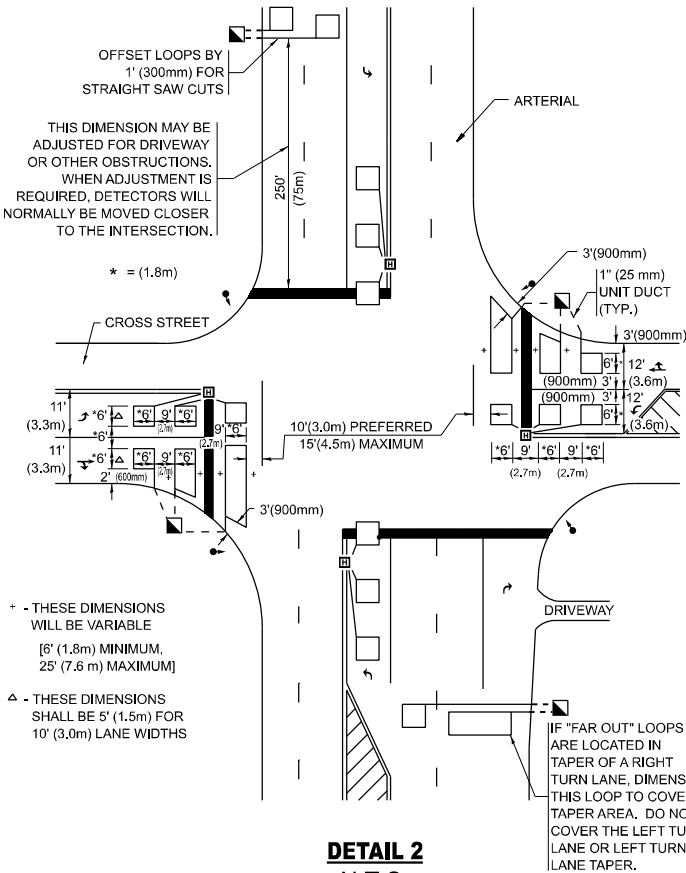 OFFSET LOOPS BY
1' (300mm) FOR
STRAIGHT SAW CUTS
THIS DIMENSION MAY BE
ADJUSTED FOR DRIVEWAY
OR OTHER OBSTRUCTIONS.
WHEN ADJUSTMENT IS
REQUIRED, DETECTORS WILL
NORMALLY BE MOVED CLOSER
TO THE INTERSECTION.
250'
(75m)
ARTERIAL
* = (1.8m)
CROSS STREET
H
3'(900mm)
1" (25 mm)
UNIT DUCT
(TYP.)
3'(900mm)
+ + +
6'*
12'
(3.6m)
(900mm) 3'
(900mm) 3'
6'*
12'
(3.6m)
H
*6' 9' *6' 9' *6'
(2.7m) (2.7m)
10'(3.0m) PREFERRED
15'(4.5m) MAXIMUM
H
11'
(3.3m)
*6' △ *6' 9' *6'
(2.7m)
*6'
9' *6'
(2.7m)
11'
(3.3m)
*6' △ *6' 9' *6'
(2.7m)
2' (600mm)
+ + + +
3'(900mm)
H
DRIVEWAY
+ - THESE DIMENSIONS
WILL BE VARIABLE
[6' (1.8m) MINIMUM,
25' (7.6 m) MAXIMUM]
△ - THESE DIMENSIONS
SHALL BE 5' (1.5m) FOR
10' (3.0m) LANE WIDTHS
IF "FAR OUT" LOOPS
ARE LOCATED IN
TAPER OF A RIGHT
TURN LANE, DIMENS
THIS LOOP TO COVE
TAPER AREA. DO NO
COVER THE LEFT TU
LANE OR LEFT TURN
LANE TAPER.
DETAIL 2